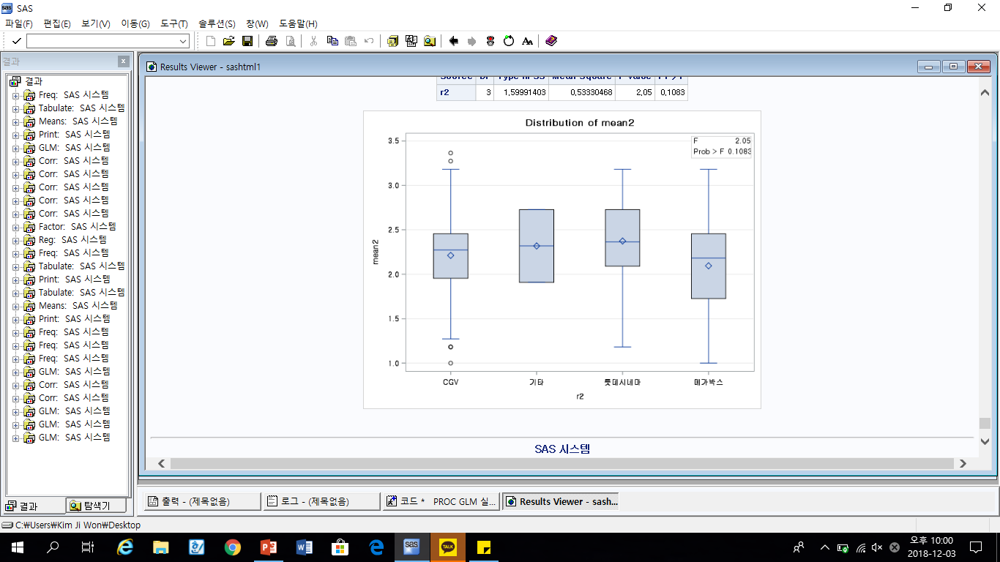 SAS
파일(F) 편집(E) 보기(V) 이동(G) 도구(T) 솔루션(S) 창(W) 도움말(H)
결과
Results Viewer - sashtml1
결과
Freq: SAS 시스템
Tabulate: SAS 시스템
Means: SAS 시스템
Print: SAS 시스템
GLM: SAS 시스템
Corr: SAS 시스템
Corr: SAS 시스템
Corr: SAS 시스템
Corr: SAS 시스템
Corr: SAS 시스템
Factor: SAS 시스템
Reg: SAS 시스템
Freq: SAS 시스템
Tabulate: SAS 시스템
Print: SAS 시스템
Tabulate: SAS 시스템
Means: SAS 시스템
Print: SAS 시스템
Freq: SAS 시스템
Freq: SAS 시스템
Freq: SAS 시스템
GLM: SAS 시스템
Corr: SAS 시스템
Corr: SAS 시스템
GLM: SAS 시스템
GLM: SAS 시스템
GLM: SAS 시스템
결과 탐색기
r2 3 1,59991403 0,53330468 2,05 0,1083
Distribution of mean2
F 2.05
Prob > F 0.1083
3.5
3.0
2.5
2.0
1.5
1.0
mean2
CGV 기타 롯데시네마 메가박스
r2
SAS 시스템
출력 - (제목없음) 로그 - (제목없음) 코드 * PROC GLM 실... Results Viewer - sash...
C:￦Users￦Kim Ji Won￦Desktop
sas TALK
오후 10:00
2018-12-03